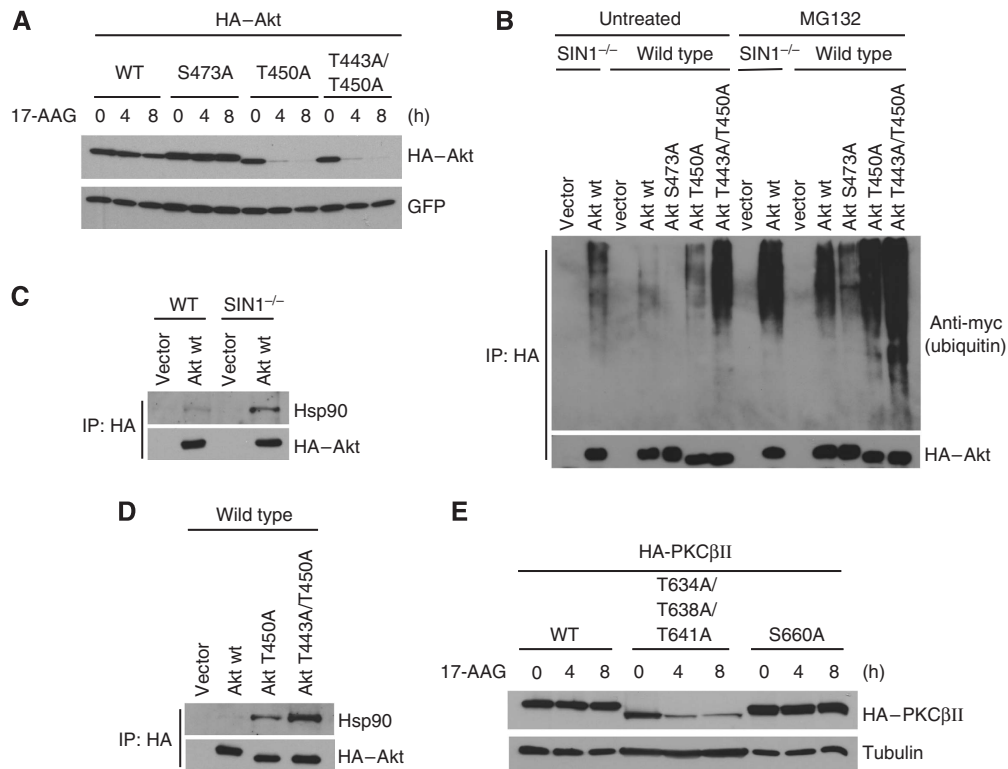 A
HA–Akt
WT S473A T450A T443A/T450A
17-AAG 0 4 8 0 4 8 0 4 8 0 4 8 (h)
HA–Akt
GFP
B
Untreated MG132
SIN1–/– Wild type SIN1–/– Wild type
Vector Akt wt vector Akt wt Akt S473A Akt T450A Akt T443A/T450A vector Akt wt vector Akt wt Akt S473A Akt T450A Akt T443A/T450A
IP: HA
Anti-myc
(ubiquitin)
HA–Akt
C
WT SIN1–/–
Vector Akt wt Vector Akt wt
IP: HA
Hsp90
HA–Akt
D
Wild type
Vector Akt wt Akt T450A Akt T443A/T450A
IP: HA
Hsp90
HA–Akt
E
HA-PKCβII
T634A/
T638A/
WT T641A S660A
17-AAG 0 4 8 0 4 8 0 4 8 (h)
HA–PKCβII
Tubulin